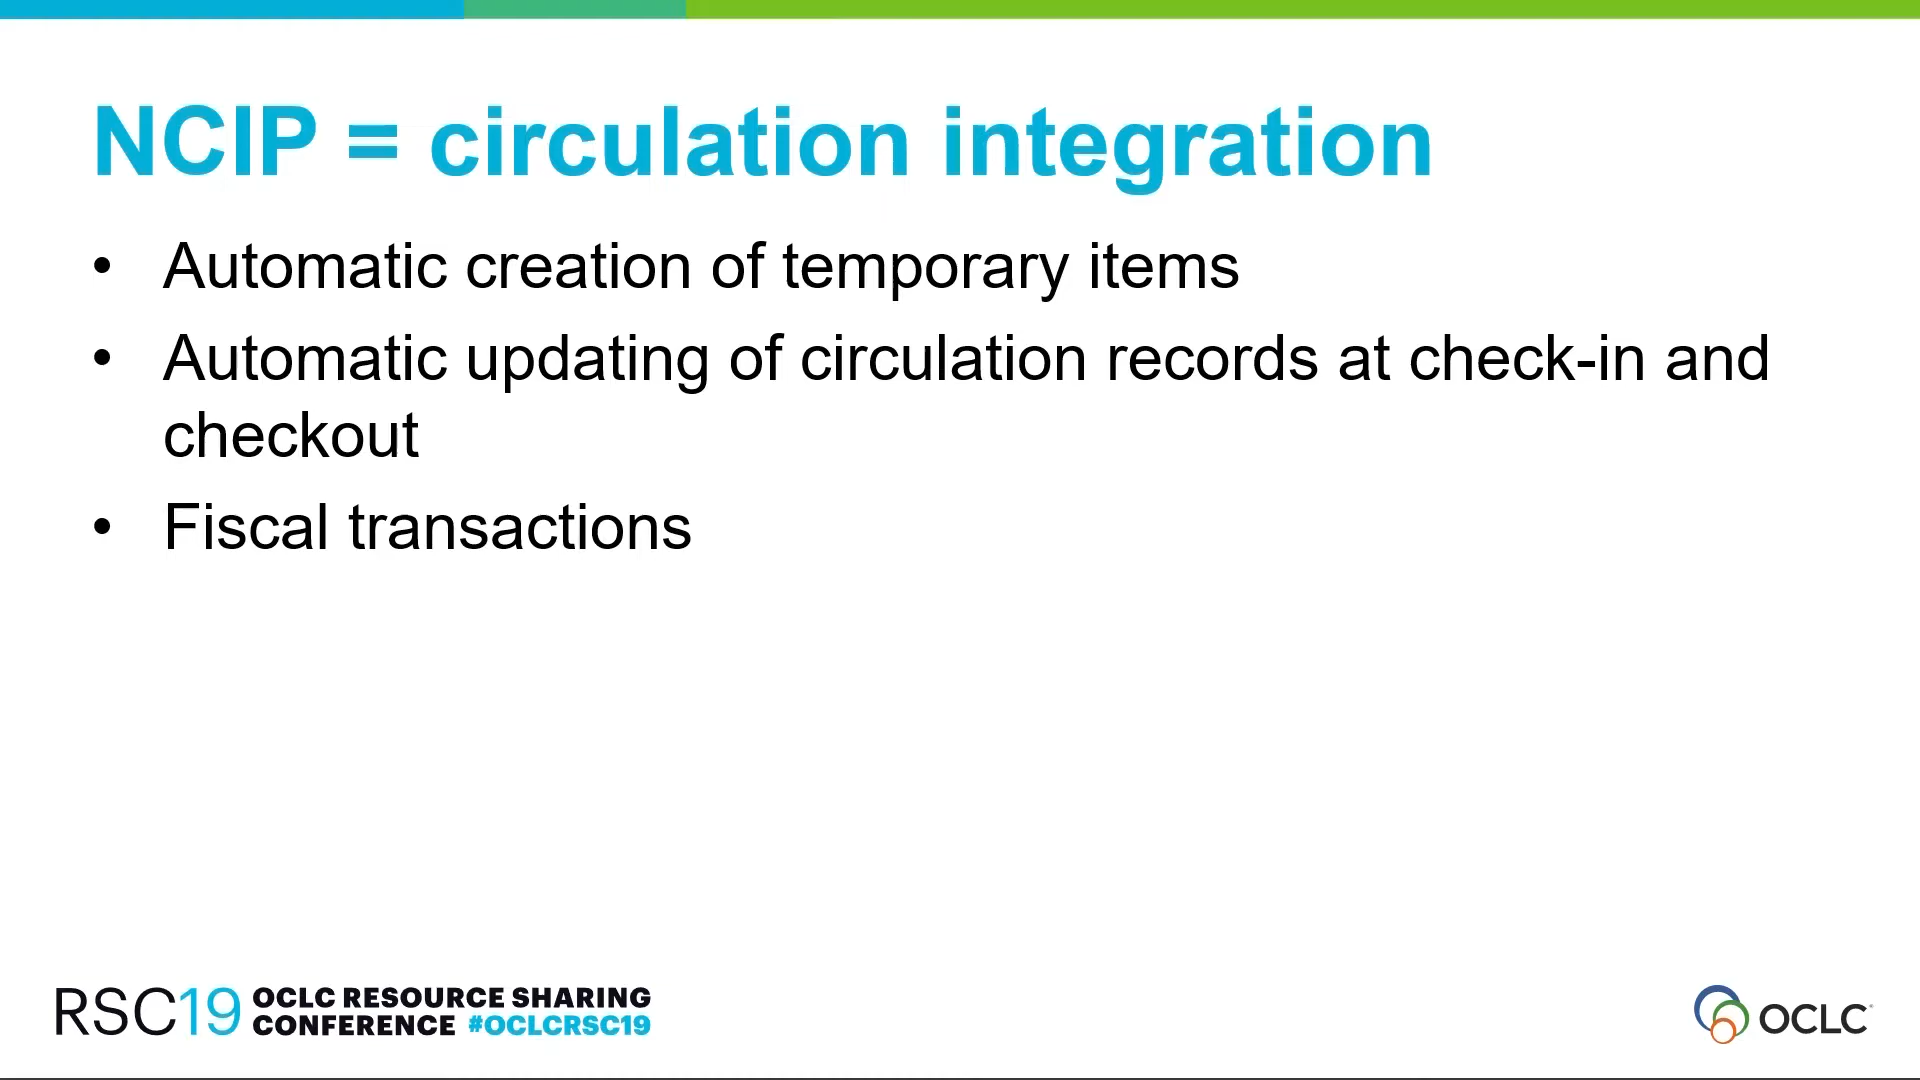 NCIP = circulation integration
• Automatic creation of temporary items
• Automatic updating of circulation records at check-in and
checkout
• Fiscal transactions
RSC19 OCLC RESOURCE SHARING
CONFERENCE #OCLCRSC19
OCLC